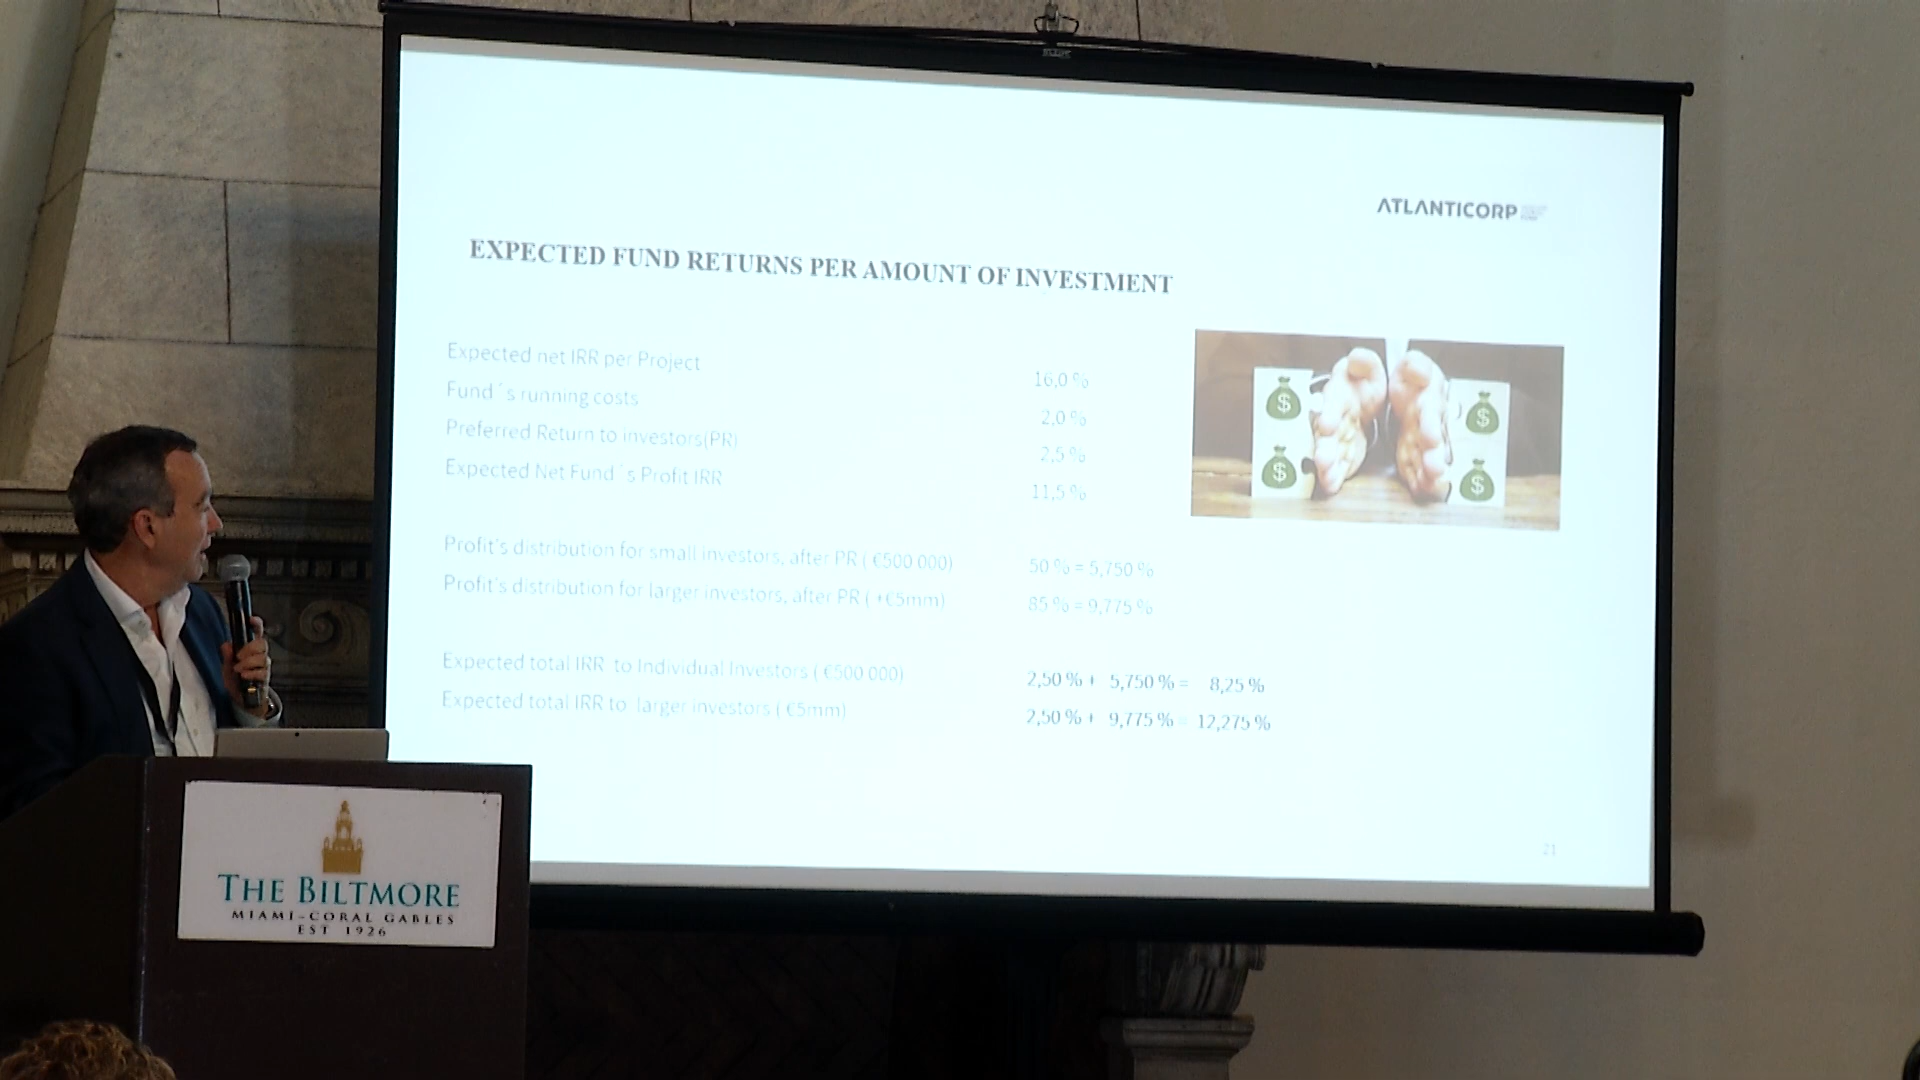 ATLANTICORP
EXPECTED FUND RETURNS PER AMOUNT OF INVESTMENT
Expected net IRR per Project 16,0 %
Fund´s running costs 2,0 %
Preferred Return to investors(PR) 2,5 %
Expected Net Fund´s Profit IRR 11,5 %
Profit's distribution for small investors, after PR ( €500 000) 50 % = 5,750 %
Profit's distribution for larger investors, after PR ( +€5mm) 85 % = 9,775 %
Expected total IRR to Individual Investors ( €500 000) 2,50 % + 5,750 % = 8,25 %
Expected total IRR to larger investors ( €5mm) 2,50 % + 9,775 % = 12,275 %
$ $
$ $
21
THE BILTMORE
MIAMI-CORAL GABLES
EST 1926